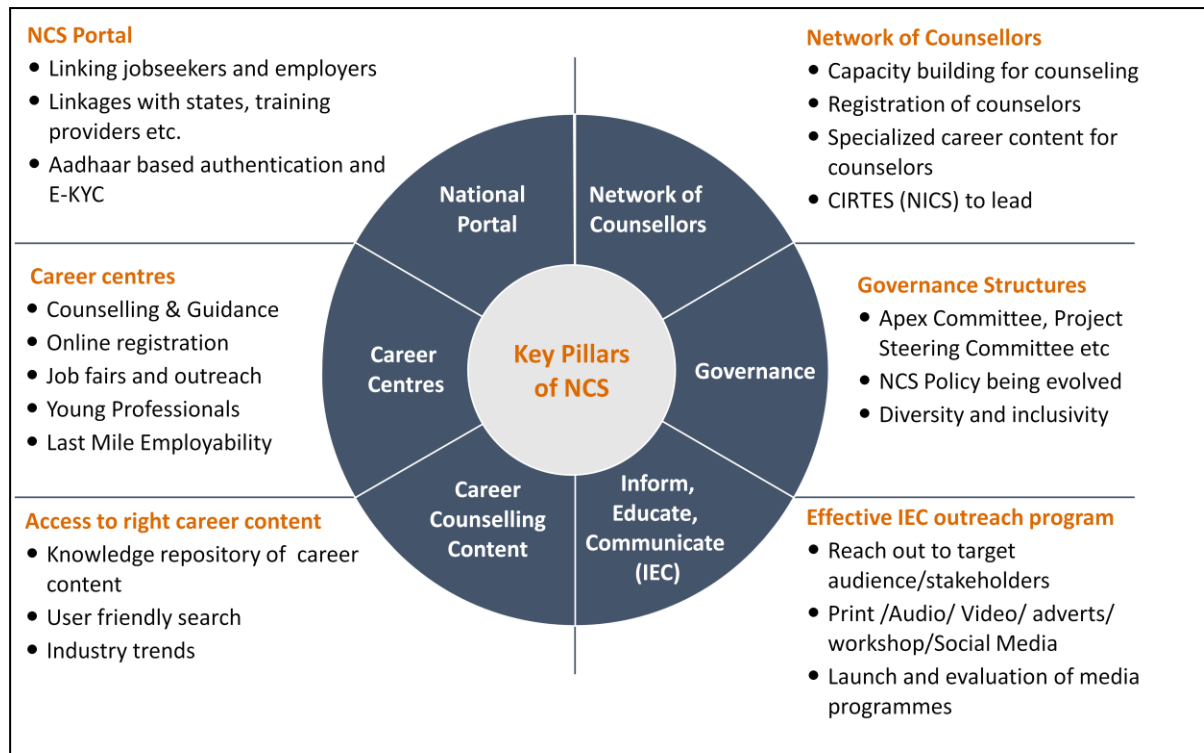 NCS Portal
• Linking jobseekers and employers
• Linkages with states, training
providers etc.
• Aadhaar based authentication and
E-KYC
Network of Counsellors
• Capacity building for counseling
• Registration of counselors
• Specialized career content for
counselors
• CIRTES (NICS) to lead
National
Portal
Network of
Counsellors
Career centres
• Counselling & Guidance
• Online registration
• Job fairs and outreach
• Young Professionals
• Last Mile Employability
Career
Centres
Key Pillars
of NCS
Governance
Governance Structures
• Apex Committee, Project
Steering Committee etc
• NCS Policy being evolved
• Diversity and inclusivity
Career
Counselling
Content
Inform,
Educate,
Communicate
(IEC)
Access to right career content
• Knowledge repository of career
content
• User friendly search
• Industry trends
Effective IEC outreach program
• Reach out to target
audience/stakeholders
• Print /Audio/ Video/ adverts/
workshop/Social Media
• Launch and evaluation of media
programmes